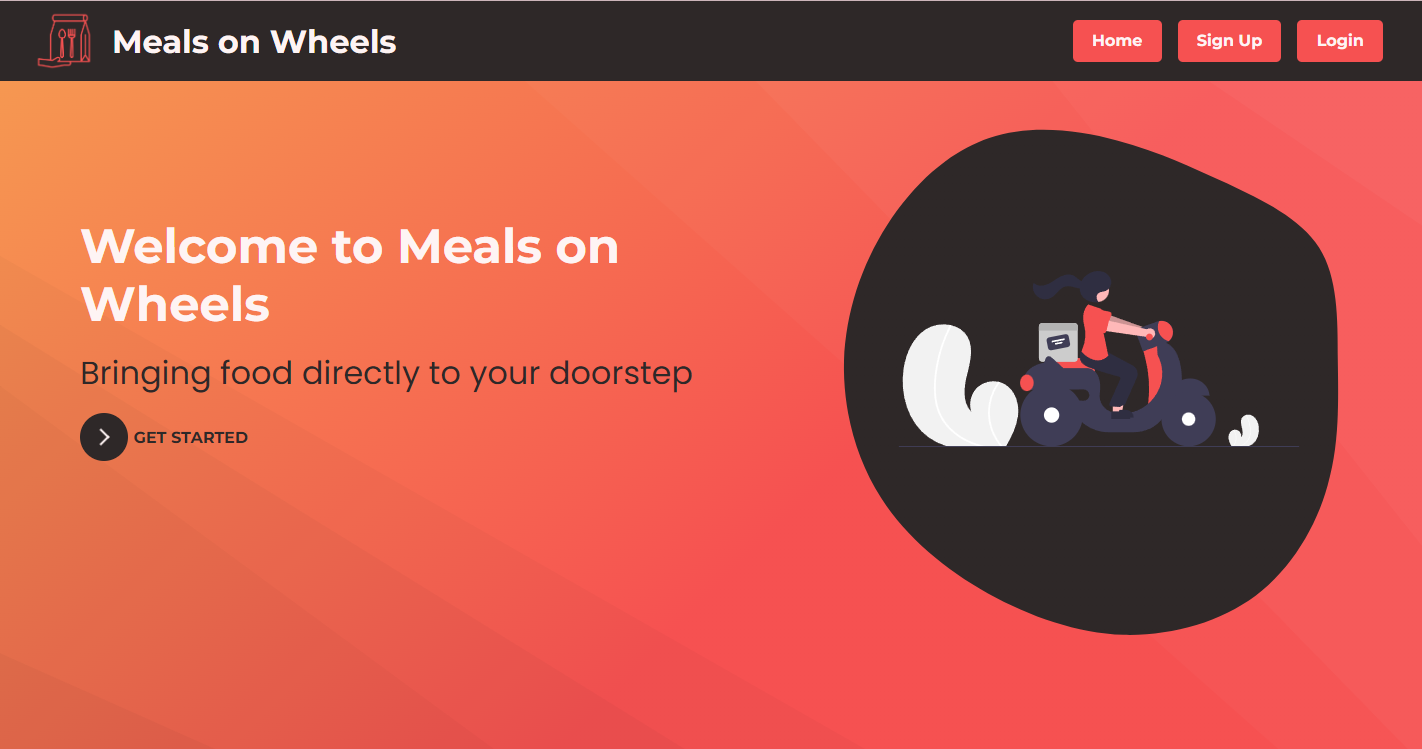 Meals on Wheels
Home
Sign Up
Login
Welcome to Meals on
Wheels
Bringing food directly to your doorstep
GET STARTED